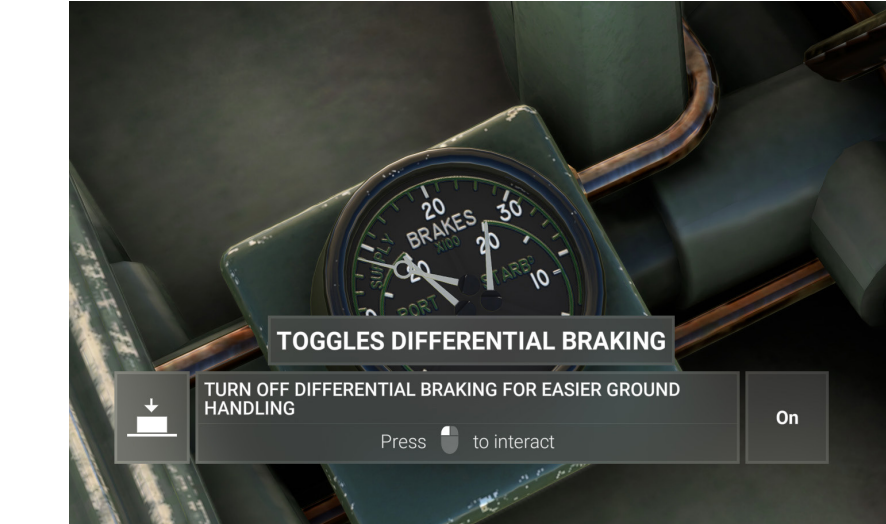 20
30
BRAKES
X100
SUPPLY
20
20
10
PORT
STARB'
TOGGLES DIFFERENTIAL BRAKING
TURN OFF DIFFERENTIAL BRAKING FOR EASIER GROUND
HANDLING
On
Press to interact